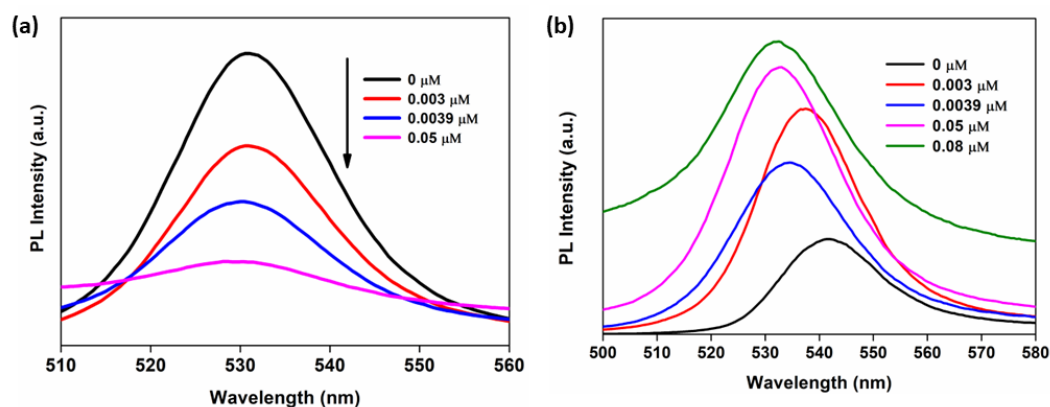 (a)
PL Intensity (a.u.)
0 μM
0.003 μM
0.0039 μM
0.05 μM
510 520 530 540 550 560
Wavelength (nm)
(b)
PL Intensity (a.u.)
0 μM
0.003 μM
0.0039 μM
0.05 μM
0.08 μM
500 510 520 530 540 550 560 570 580
Wavelength (nm)